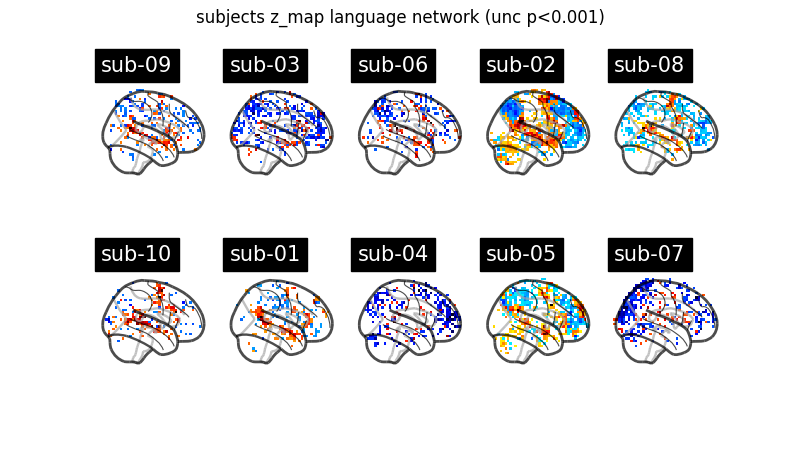 subjects z_map language network (unc p<0.001)
sub-09 sub-03 sub-06 sub-02 sub-08
sub-10 sub-01 sub-04 sub-05 sub-07